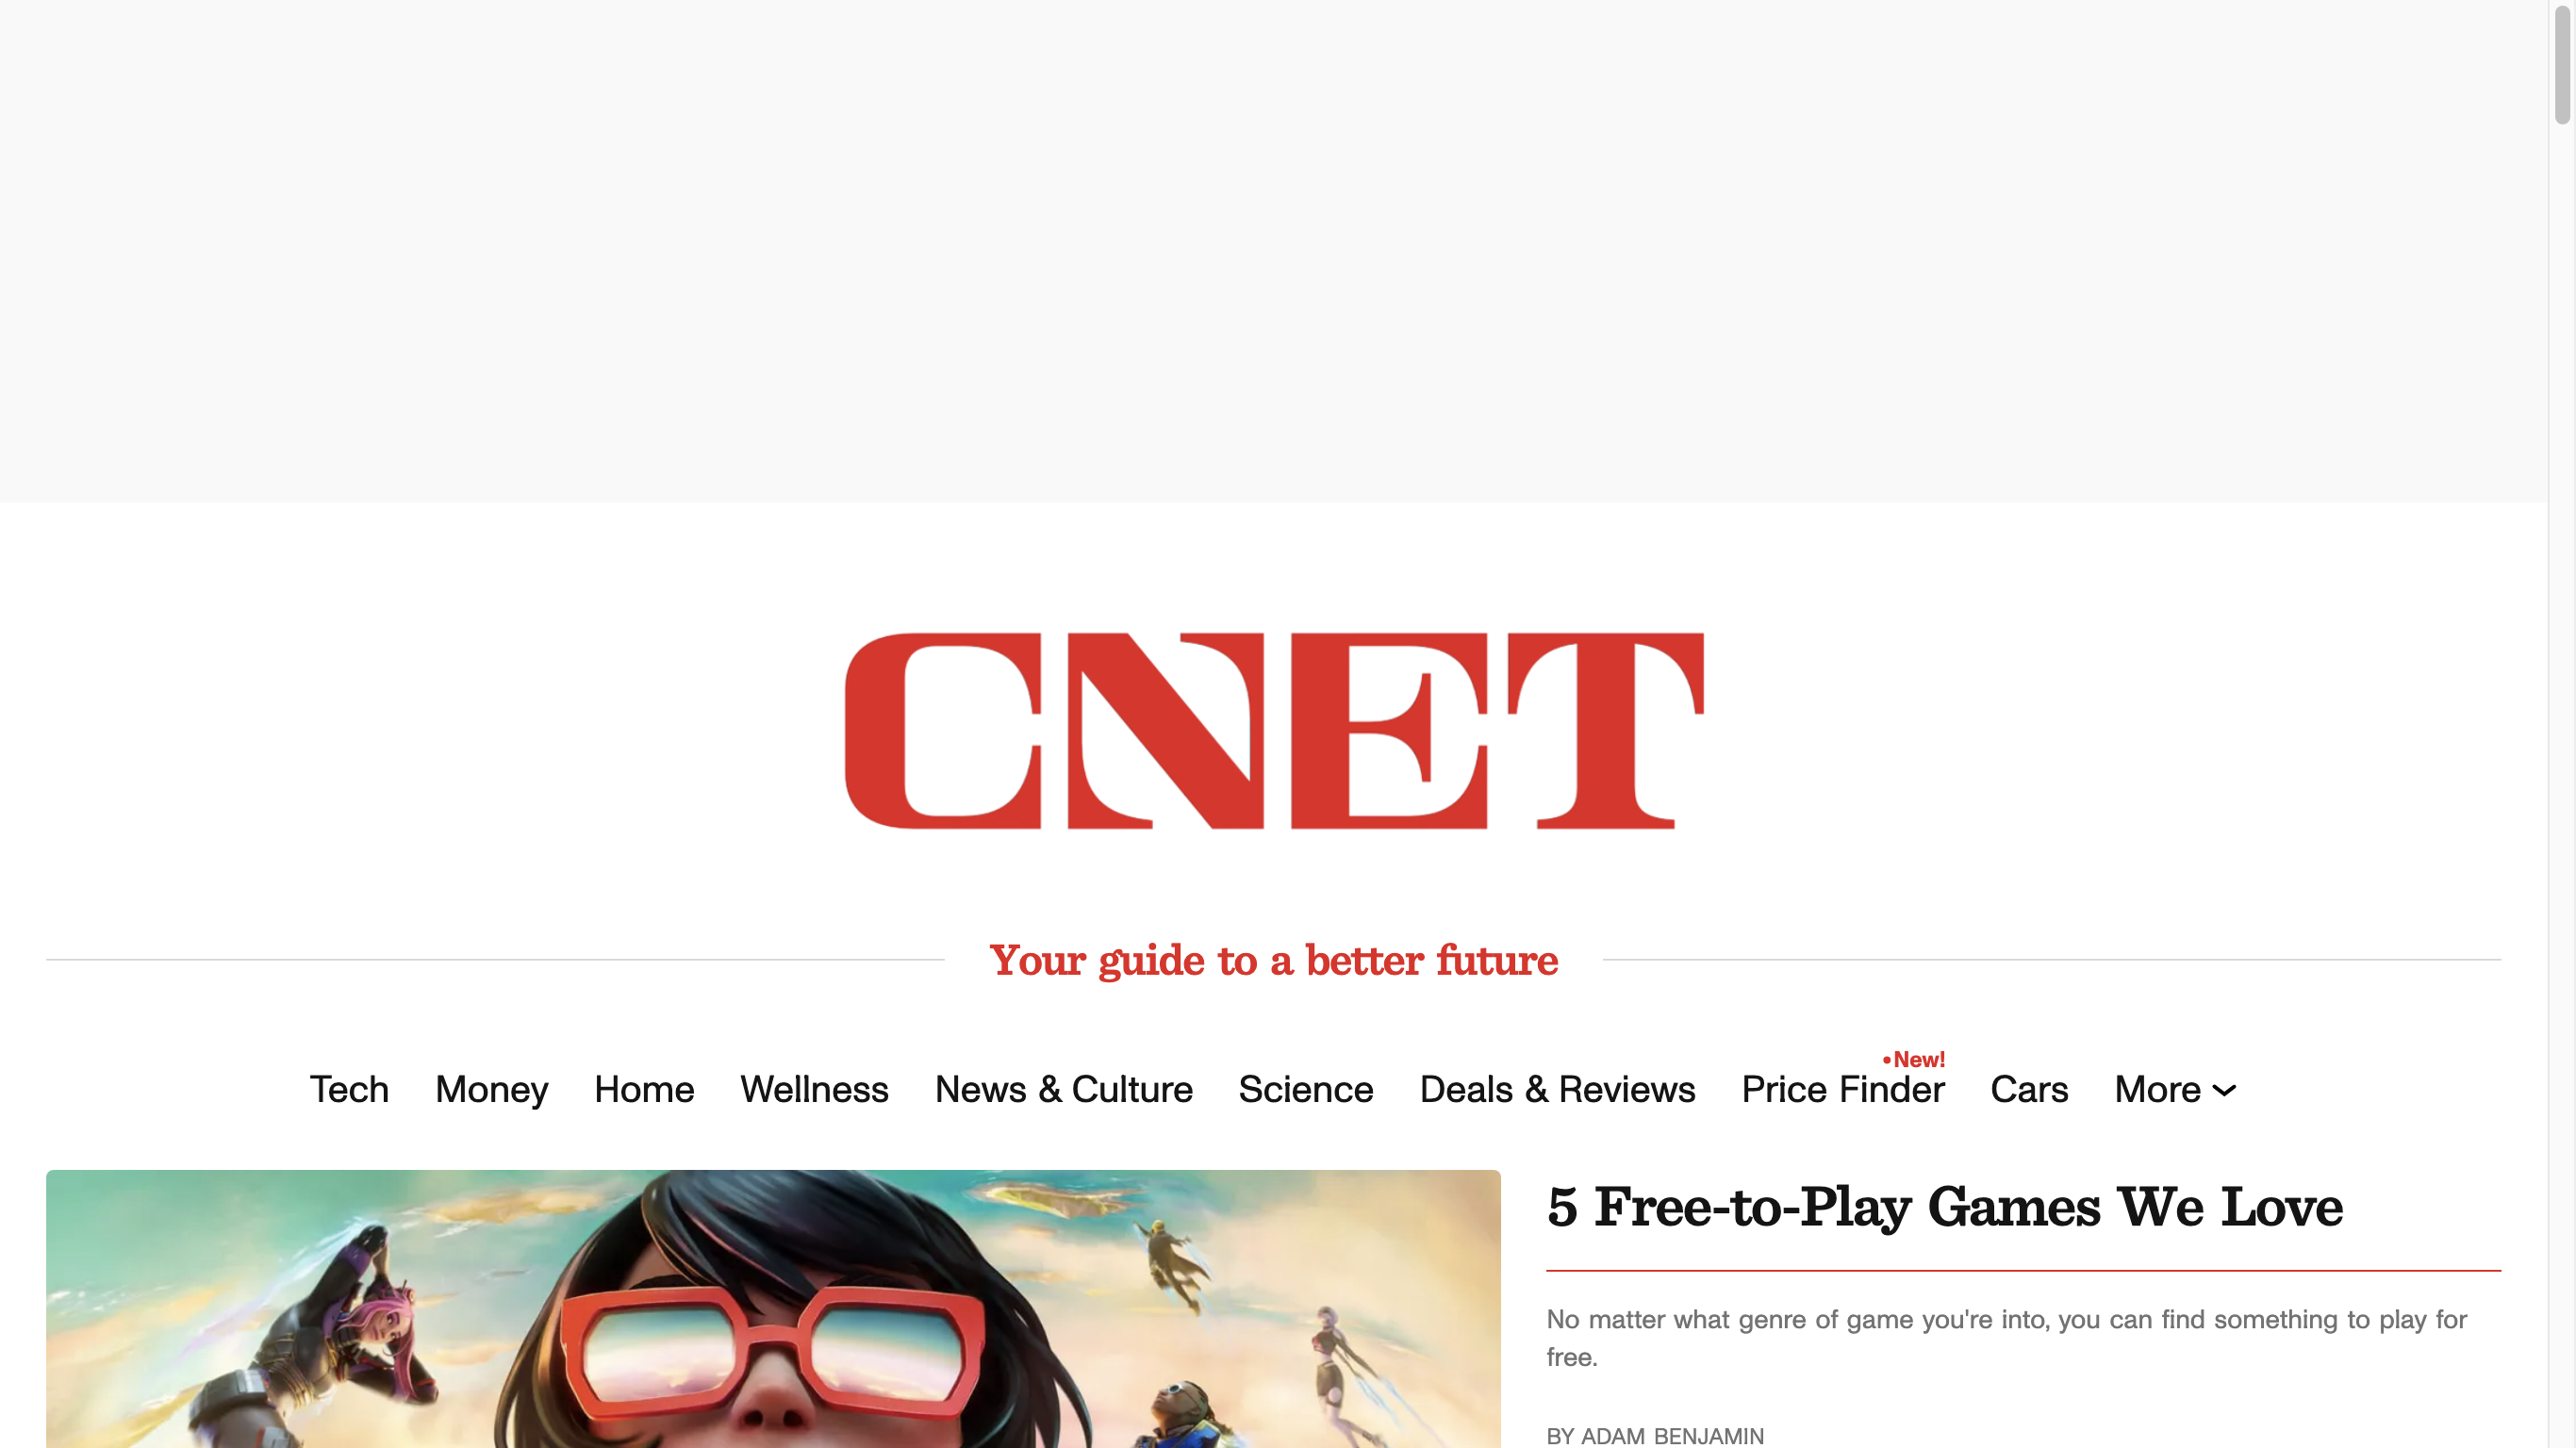 CNET
Your guide to a better future
Tech Money Home Wellness News & Culture Science Deals & Reviews Price Finder •New! Cars More
5 Free-to-Play Games We Love
No matter what genre of game you're into, you can find something to play for
free.
BY ADAM BENJAMIN